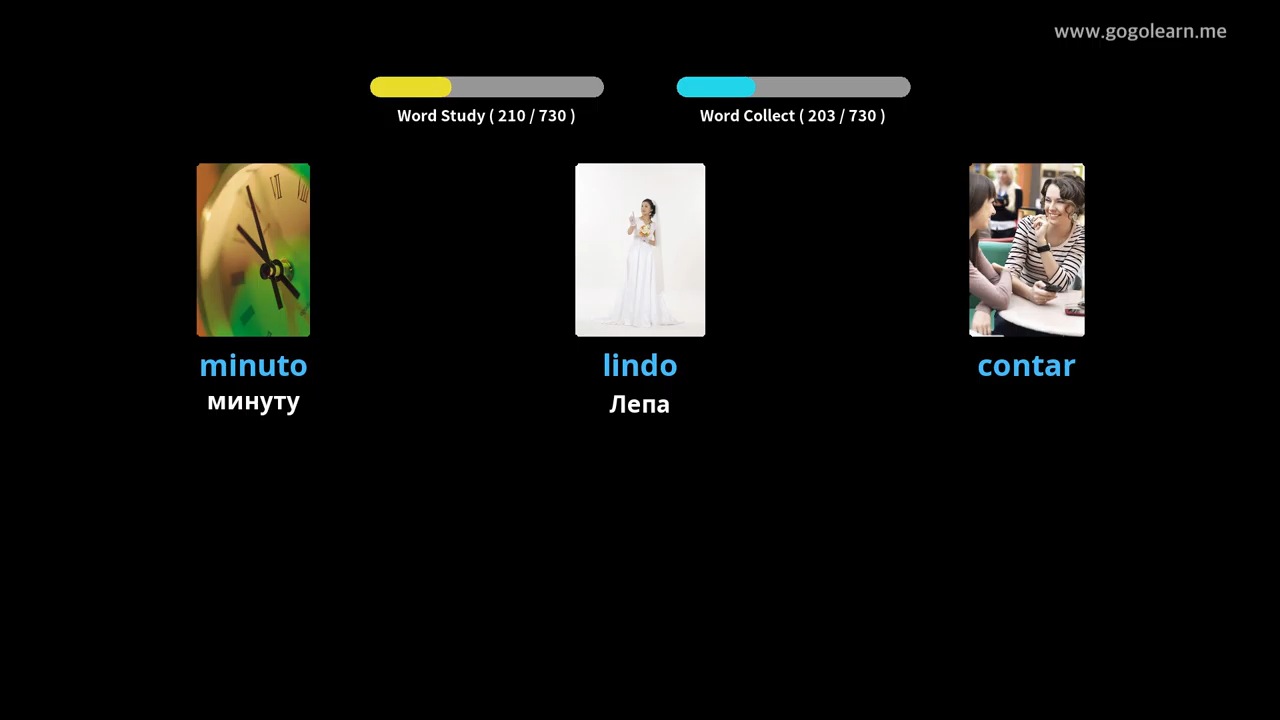 www.gogolearn.me
Word Study ( 210 / 730 )
Word Collect ( 203 / 730 )
minuto
минуту
lindo
Лепа
contar